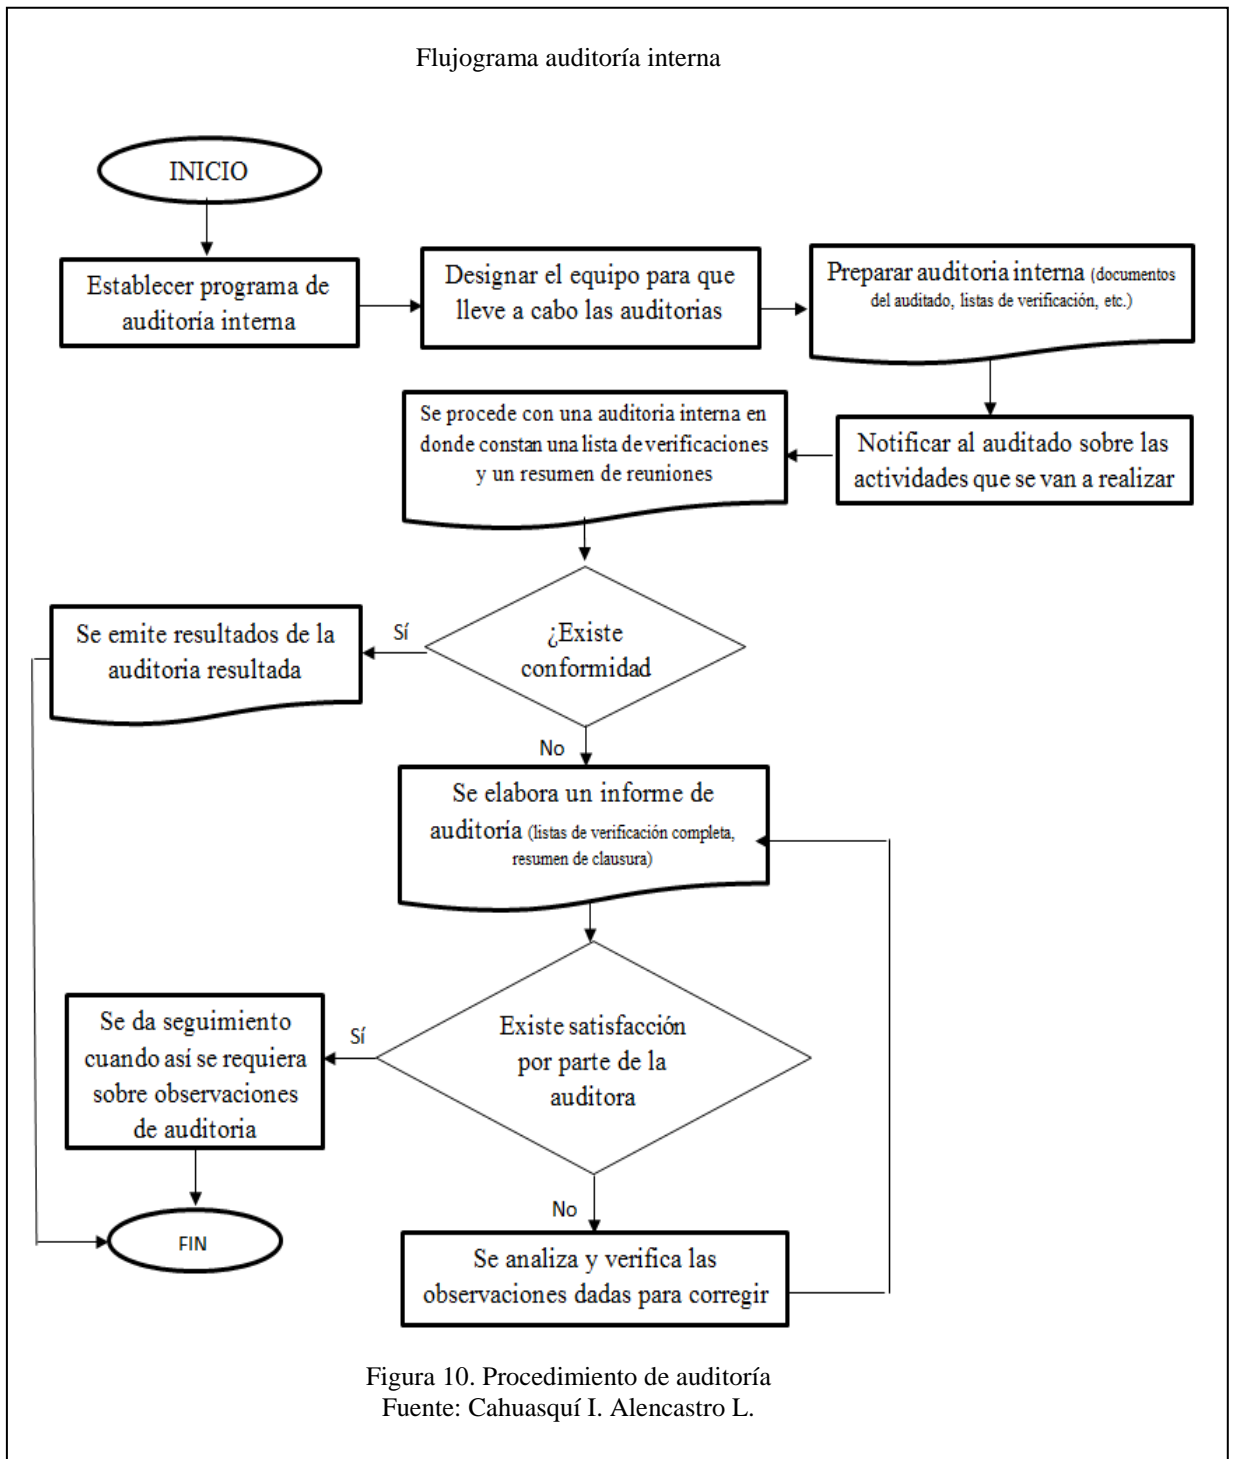 Flujograma auditoría interna
INICIO
Establecer programa de
auditoría interna
Designar el equipo para que
lleve a cabo las auditorias
Preparar auditoria interna (documentos
del auditado, listas de verificación, etc.)
Notificar al auditado sobre las
actividades que se van a realizar
Se procede con una auditoria interna en
donde constan una lista de verificaciones
y un resumen de reuniones
¿Existe
conformidad
Sí
Se emite resultados de la
auditoria resultada
No
Se elabora un informe de
auditoría (listas de verificación completa,
resumen de clausura)
Existe satisfacción
por parte de la
auditora
Sí
Se da seguimiento
cuando así se requiera
sobre observaciones
de auditoria
FIN
No
Se analiza y verifica las
observaciones dadas para corregir
Figura 10. Procedimiento de auditoría
Fuente: Cahuasquí I. Alencastro L.